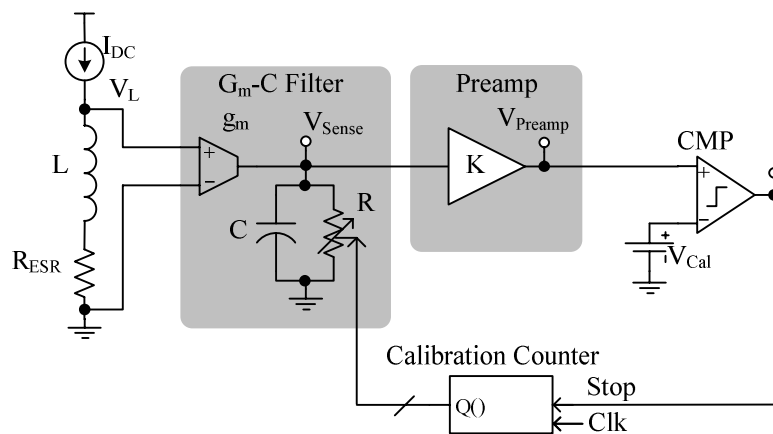 I_DC
G_m-C Filter
Preamp
V_L
g_m
V_Sense
V_Preamp
CMP
+
−
L
K
+
−
R
C
+
−
V_Cal
R_ESR
Calibration Counter
Q()
Stop
Clk